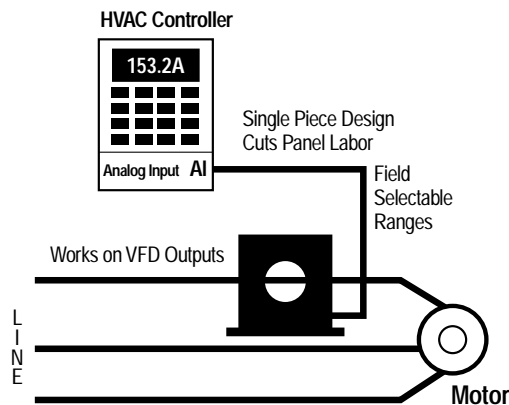 HVAC Controller
153.2A
Analog Input AI
Single Piece Design
Cuts Panel Labor
Field
Selectable
Ranges
Works on VFD Outputs
LINE
Motor